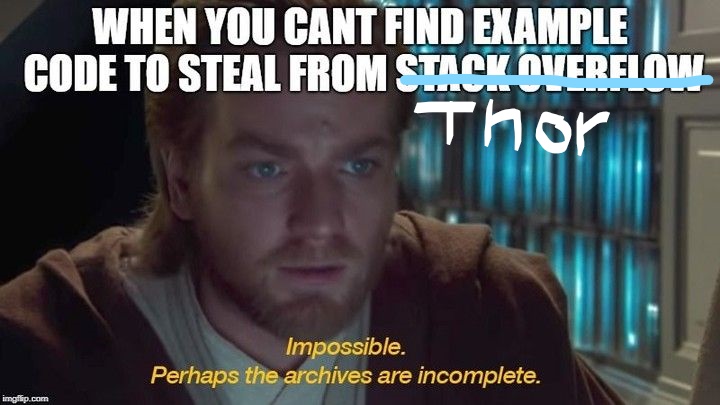 WHEN YOU CANT FIND EXAMPLE
CODE TO STEAL FROM STACK OVERFLOW
Thor
Impossible.
Perhaps the archives are incomplete.
imgflip.com